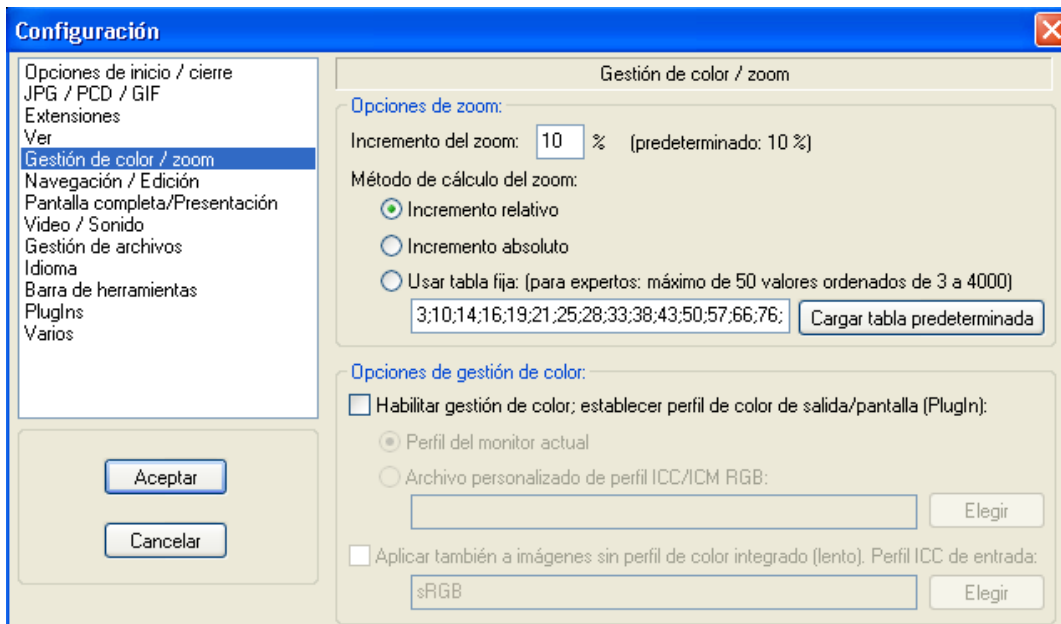 Configuración
Opciones de inicio / cierre
JPG / PCD / GIF
Extensiones
Ver
Gestión de color / zoom
Navegación / Edición
Pantalla completa/Presentación
Video / Sonido
Gestión de archivos
Idioma
Barra de herramientas
PlugIns
Varios
Aceptar
Cancelar
Gestión de color / zoom
Opciones de zoom:
Incremento del zoom: 10 % (predeterminado: 10 %)
Método de cálculo del zoom:
Incremento relativo
Incremento absoluto
Usar tabla fija: (para expertos: máximo de 50 valores ordenados de 3 a 4000)
3;10;14;16;19;21;25;28;33;38;43;50;57;66;76; Cargar tabla predeterminada
Opciones de gestión de color:
Habilitar gestión de color; establecer perfil de color de salida/pantalla (PlugIn):
Perfil del monitor actual
Archivo personalizado de perfil ICC/ICM RGB:
Elegir
Aplicar también a imágenes sin perfil de color integrado (lento). Perfil ICC de entrada:
sRGB Elegir